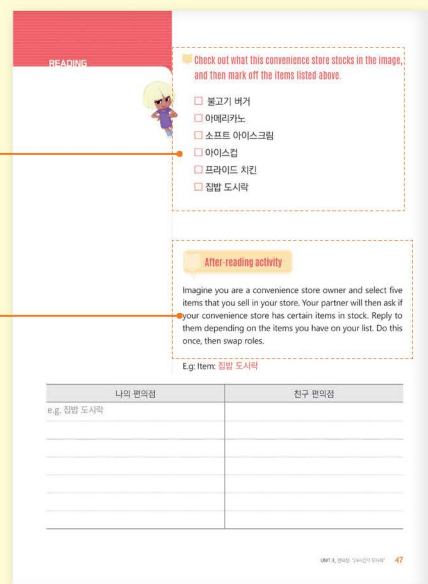 READING
Check out what this convenience store stocks in the image,
and then mark off the items listed above.
불고기 버거
아메리카노
소프트 아이스크림
아이스컵
프라이드 치킨
집밥 도시락
After-reading activity
Imagine you are a convenience store owner and select five
items that you sell in your store. Your partner will then ask if
your convenience store has certain items in stock. Reply to
them depending on the items you have on your list. Do this
once, then swap roles.
E.g: Item: 집밥 도시락
나의 편의점 친구 편의점
e.g. 집밥 도시락
UNIT 3, 편의점: 47